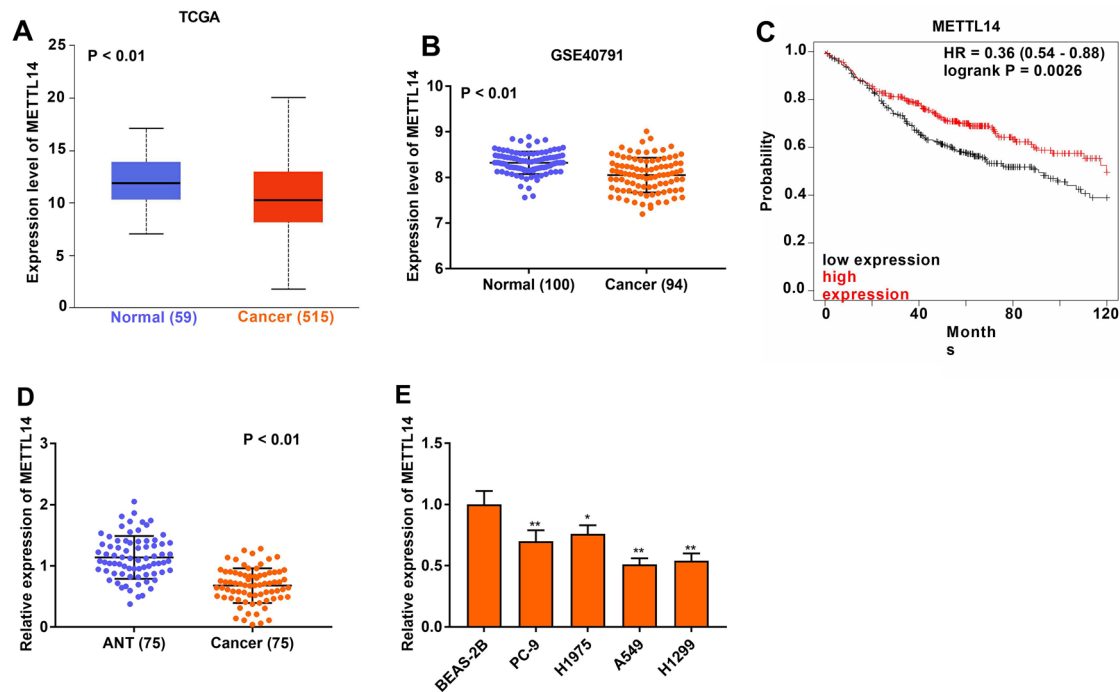 A
TCGA
P < 0.01
Expression level of METTL14
25
20
15
10
5
0
Normal (59)
Cancer (515)
B
GSE40791
P < 0.01
Expression level of METTL14
10
9
8
7
6
Normal (100)
Cancer (94)
C
METTL14
HR = 0.36 (0.54 - 0.88)
logrank P = 0.0026
Probability
1.0
0.8
0.6
0.4
0.2
0.0
low expression
high
expression
0
40
80
120
Month
s
D
P < 0.01
Relative expression of METTL14
3
2
1
0
ANT (75)
Cancer (75)
E
Relative expression of METTL14
1.5
1.0
0.5
0.0
**
*
**
**
BEAS-2B
PC-9
H1975
A549
H1299